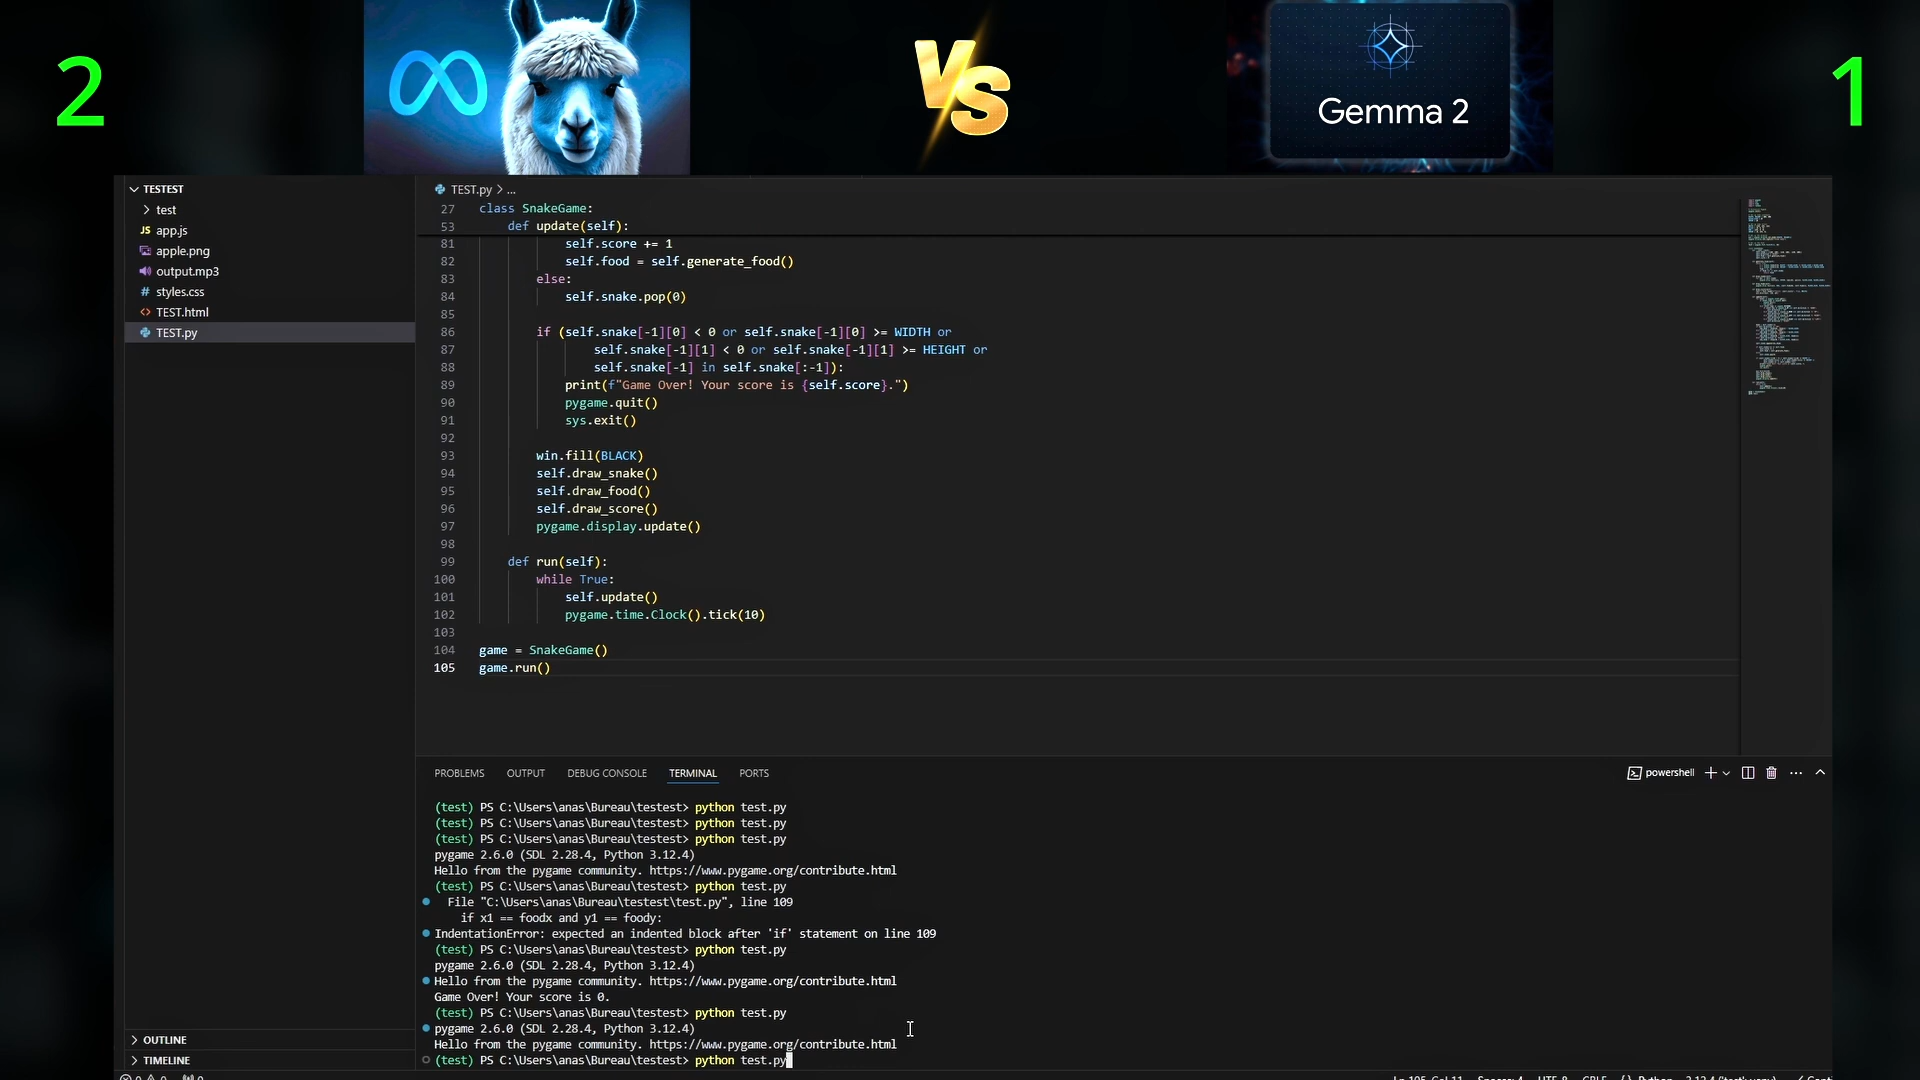 2
VS
Gemma 2
1
TESTEST
test
JS app.js
apple.png
output.mp3
# styles.css
<> TEST.html
TEST.py
OUTLINE
TIMELINE
TEST.py > ...
27 class SnakeGame:
53 def update(self):
81 self.score += 1
82 self.food = self.generate_food()
83 else:
84 self.snake.pop(0)
85
86 if (self.snake[-1][0] < 0 or self.snake[-1][0] >= WIDTH or
87 self.snake[-1][1] < 0 or self.snake[-1][1] >= HEIGHT or
88 self.snake[-1] in self.snake[:-1]):
89 print(f"Game Over! Your score is {self.score}.")
90 pygame.quit()
91 sys.exit()
92
93 win.fill(BLACK)
94 self.draw_snake()
95 self.draw_food()
96 self.draw_score()
97 pygame.display.update()
98
99 def run(self):
100 while True:
101 self.update()
102 pygame.time.Clock().tick(10)
103
104 game = SnakeGame()
105 game.run()
PROBLEMS OUTPUT DEBUG CONSOLE TERMINAL PORTS powershell
(test) PS C:\Users\anas\Bureau\testest> python test.py
(test) PS C:\Users\anas\Bureau\testest> python test.py
(test) PS C:\Users\anas\Bureau\testest> python test.py
pygame 2.6.0 (SDL 2.28.4, Python 3.12.4)
Hello from the pygame community. https://www.pygame.org/contribute.html
(test) PS C:\Users\anas\Bureau\testest> python test.py
File "C:\Users\anas\Bureau\testest\test.py", line 109
if x1 == foodx and y1 == foody:
IndentationError: expected an indented block after 'if' statement on line 109
(test) PS C:\Users\anas\Bureau\testest> python test.py
pygame 2.6.0 (SDL 2.28.4, Python 3.12.4)
Hello from the pygame community. https://www.pygame.org/contribute.html
Game Over! Your score is 0.
(test) PS C:\Users\anas\Bureau\testest> python test.py
pygame 2.6.0 (SDL 2.28.4, Python 3.12.4)
Hello from the pygame community. https://www.pygame.org/contribute.html
(test) PS C:\Users\anas\Bureau\testest> python test.py